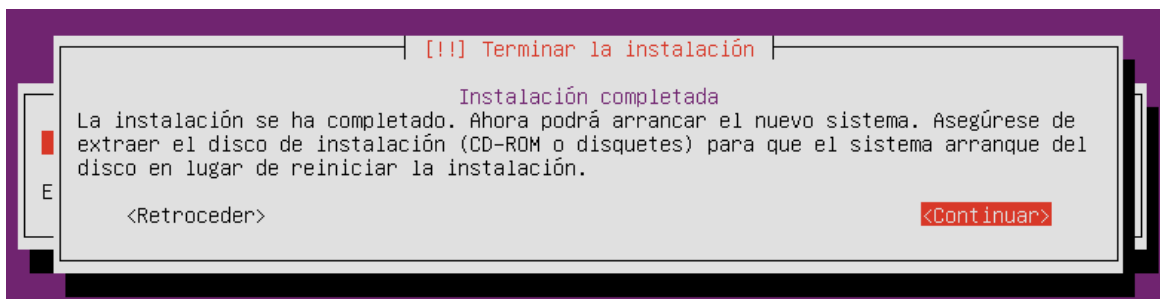 [!!] Terminar la instalación
Instalación completada
La instalación se ha completado. Ahora podrá arrancar el nuevo sistema. Asegúrese de
extraer el disco de instalación (CD-ROM o disquetes) para que el sistema arranque del
disco en lugar de reiniciar la instalación.
E
<Retroceder> <Continuar>